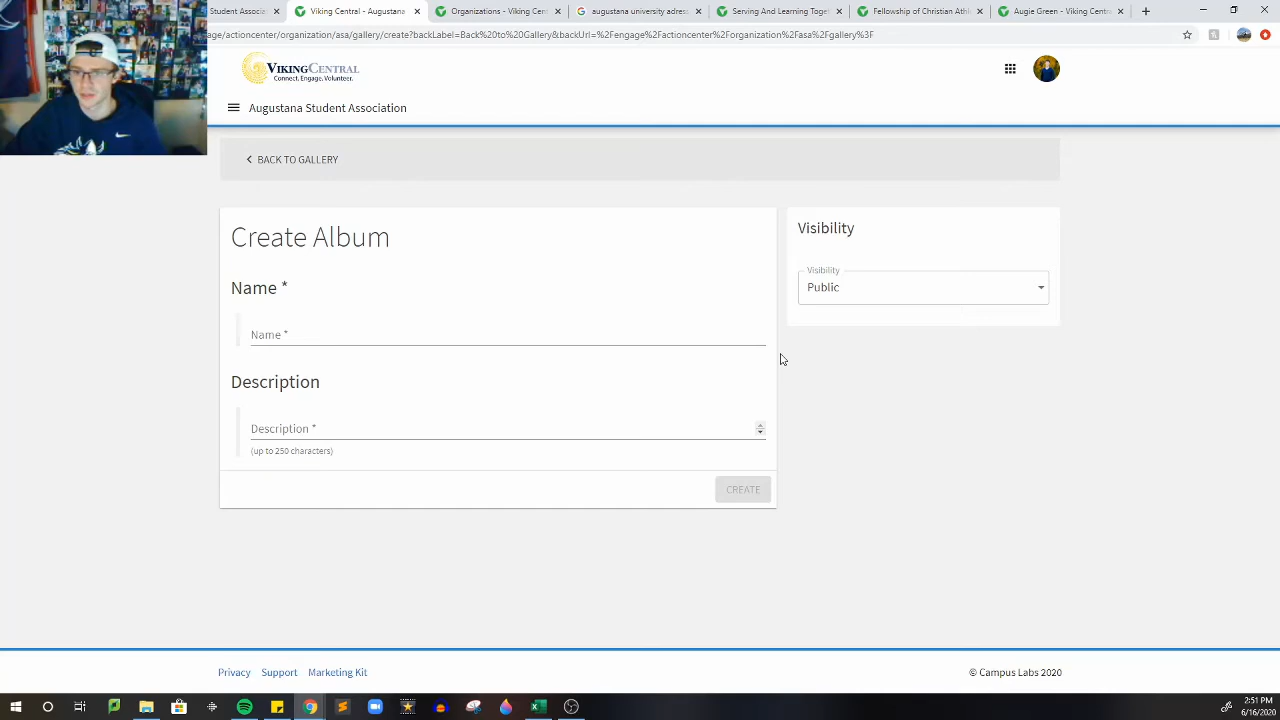 Student Associa
Viking Central - Augustana
Organizations - Viking Cen
augustana university adress
Serving And Learning Toge
Fellowship of Christian Athl
Augie Green - Viking Centra
age/actioncenter/organization/asa/gallery/create?backLabel=Back%20to%20Gallery&backUrl=%2Fengage%2Factioncenter%2Forganization%2Fasa%2Fgallery%3F
VIKINGCENTRAL
Connect. Engage. Volunteer.
Augustana Student Association
BACK TO GALLERY
Create Album
Name *
Name *
Description
Description *
(up to 250 characters)
CREATE
Visibility
Visibility
Public
Privacy Support Marketing Kit
© Campus Labs 2020
2:51 PM
6/16/2020